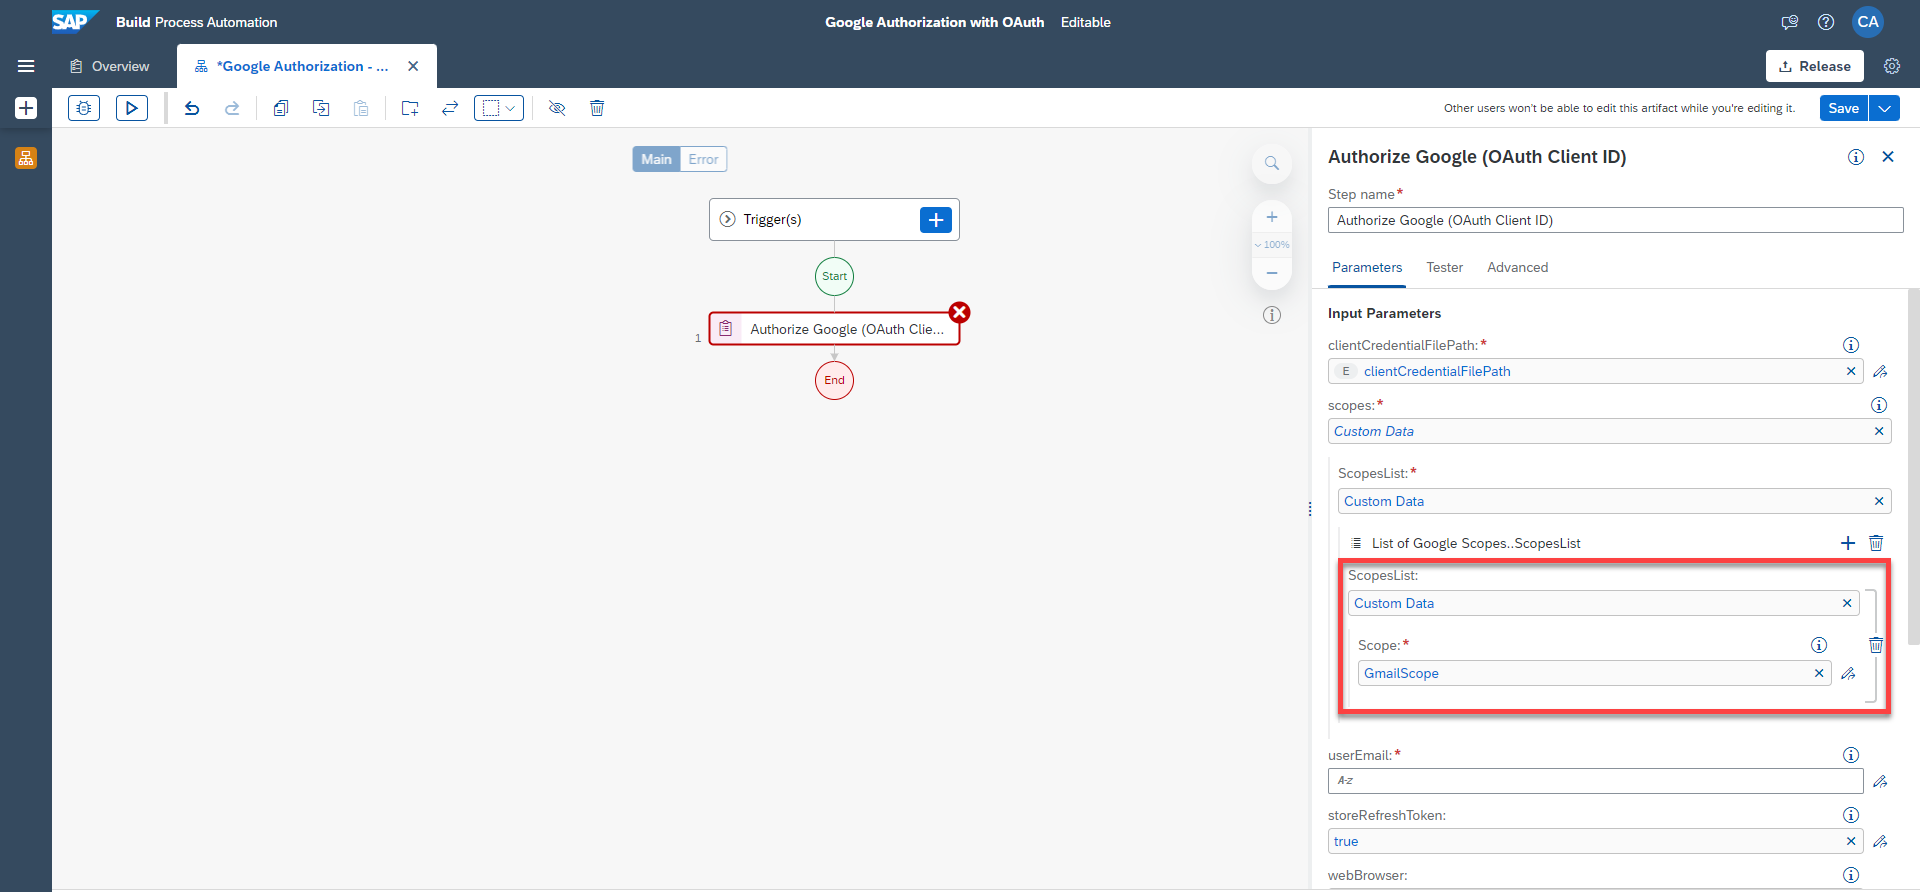 SAP
Build Process Automation
Google Authorization with OAuth Editable
CA
Overview
*Google Authorization - ...
Release
Other users won't be able to edit this artifact while you're editing it.
Save
Main
Error
Trigger(s)
Start
1
Authorize Google (OAuth Clie...
End
100%
Authorize Google (OAuth Client ID)
Step name*
Authorize Google (OAuth Client ID)
Parameters
Tester
Advanced
Input Parameters
clientCredentialFilePath:*
E clientCredentialFilePath
scopes:*
Custom Data
ScopesList:*
Custom Data
List of Google Scopes..ScopesList
ScopesList:
Custom Data
Scope:*
GmailScope
userEmail:*
A-z
storeRefreshToken:
true
webBrowser: